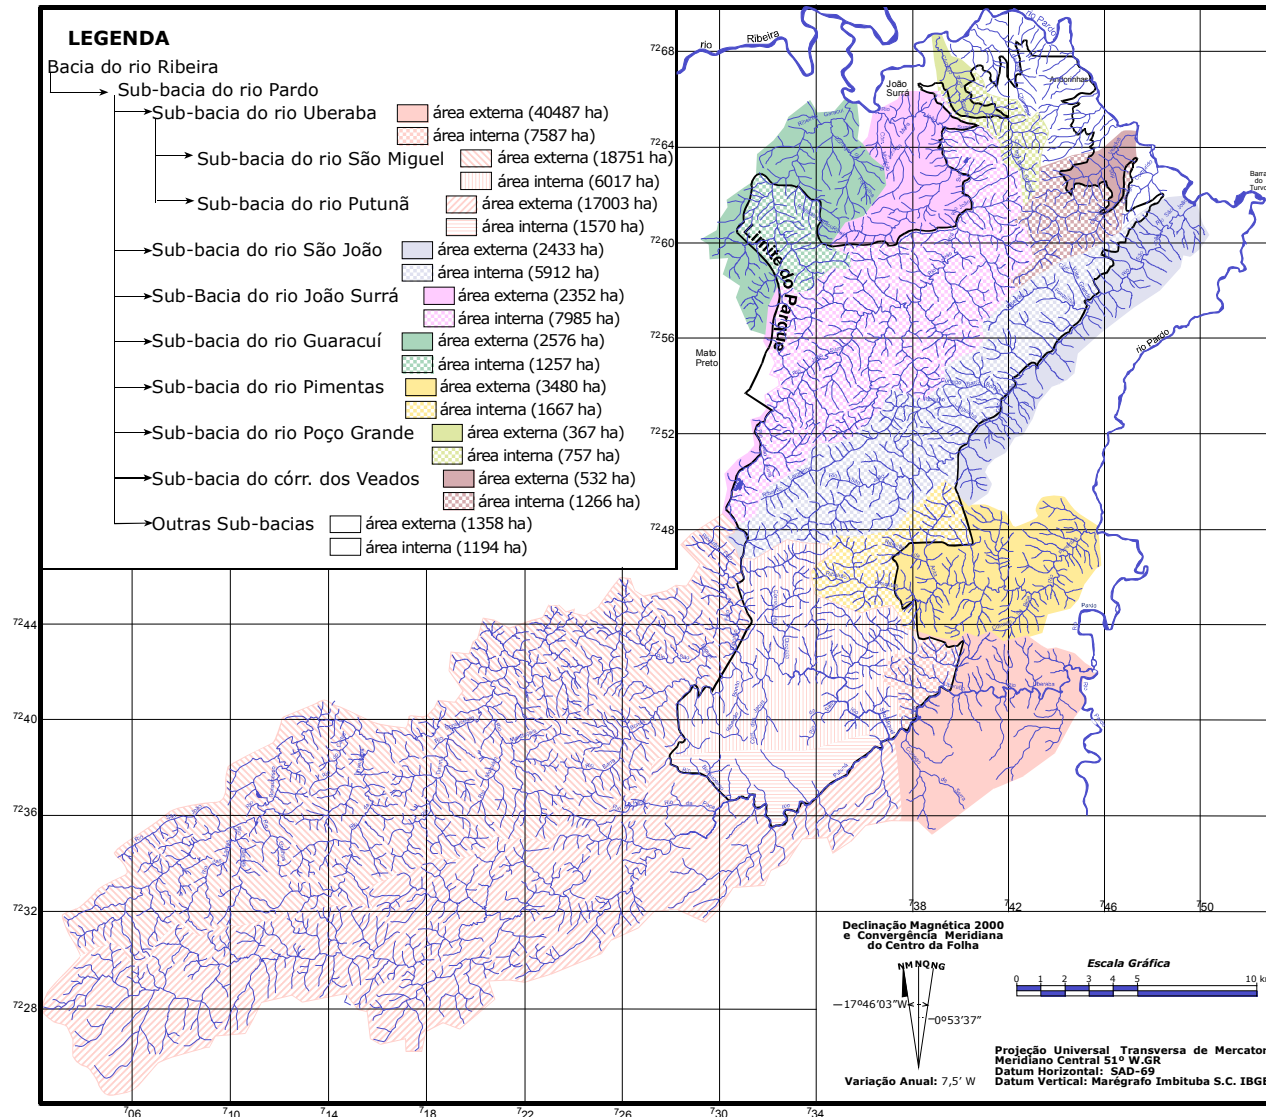 LEGENDA
Bacia do rio Ribeira
Sub-bacia do rio Pardo
Sub-bacia do rio Uberaba
área externa (40487 ha)
área interna (7587 ha)
Sub-bacia do rio São Miguel
área externa (18751 ha)
área interna (6017 ha)
Sub-bacia do rio Putunã
área externa (17003 ha)
área interna (1570 ha)
Sub-bacia do rio São João
área externa (2433 ha)
área interna (5912 ha)
Sub-Bacia do rio João Surrá
área externa (2352 ha)
área interna (7985 ha)
Sub-bacia do rio Guaracuí
área externa (2576 ha)
área interna (1257 ha)
Sub-bacia do rio Pimentas
área externa (3480 ha)
área interna (1667 ha)
Sub-bacia do rio Poço Grande
área externa (367 ha)
área interna (757 ha)
Sub-bacia do córr. dos Veados
área externa (532 ha)
área interna (1266 ha)
Outras Sub-bacias
área externa (1358 ha)
área interna (1194 ha)
rio Ribeira
rio Pardo
João
Surrá
Andorinhas
Barra
do
Turvo
Limite do Parque
Mato
Preto
rio Pardo
Pardo
Rio
7268
7264
7260
7256
7252
7248
7244
7240
7236
7232
7228
706
710
714
718
722
726
730
734
738
742
746
750
Declinação Magnética 2000
e Convergência Meridiana
do Centro da Folha
NM NQ NG
17º46'03"W
0º53'37"
Variação Anual: 7,5' W
Escala Gráfica
0 1 2 3 4 5 10 km
Projeção Universal Transversa de Mercator
Meridiano Central 51º W.GR
Datum Horizontal: SAD-69
Datum Vertical: Marégrafo Imbituba S.C. IBGE